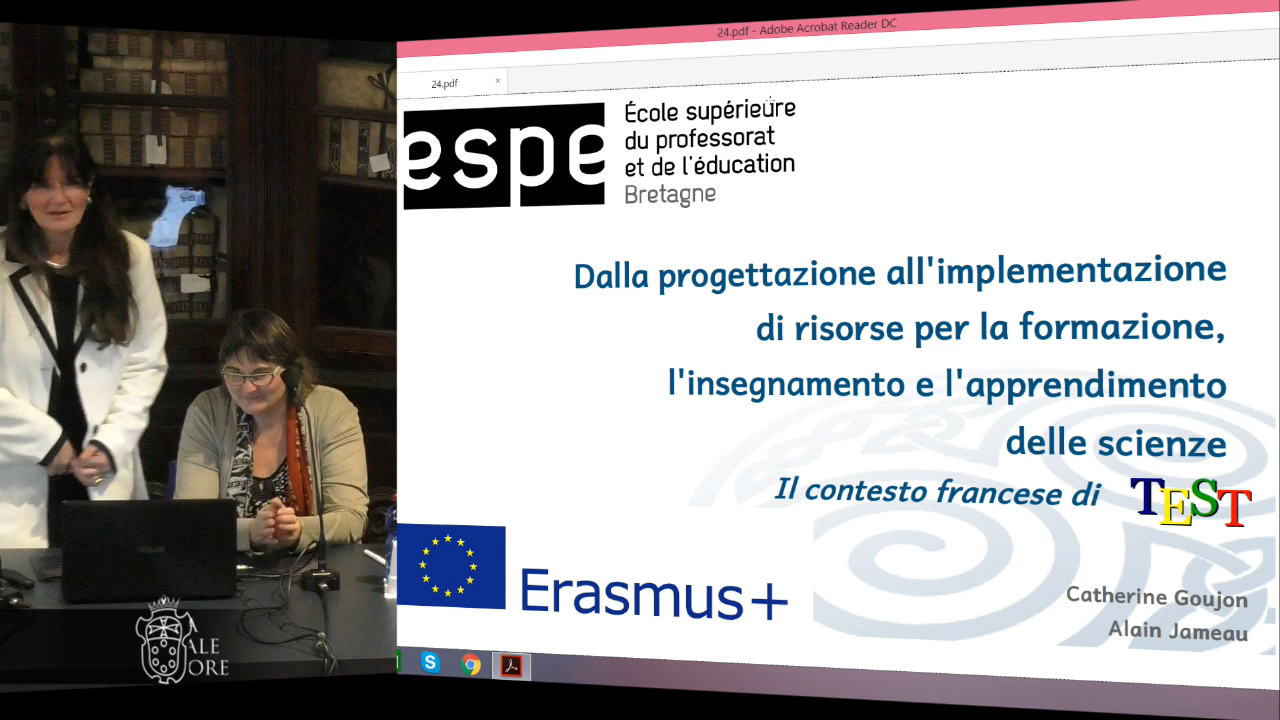 24.pdf - Adobe Acrobat Reader DC
24.pdf ×
espe
École supérieure
du professorat
et de l'éducation
Bretagne
Dalla progettazione all'implementazione
di risorse per la formazione,
l'insegnamento e l'apprendimento
delle scienze
Il contesto francese di TEST
Erasmus+
Catherine Goujon
Alain Jameau
ALE
ORE